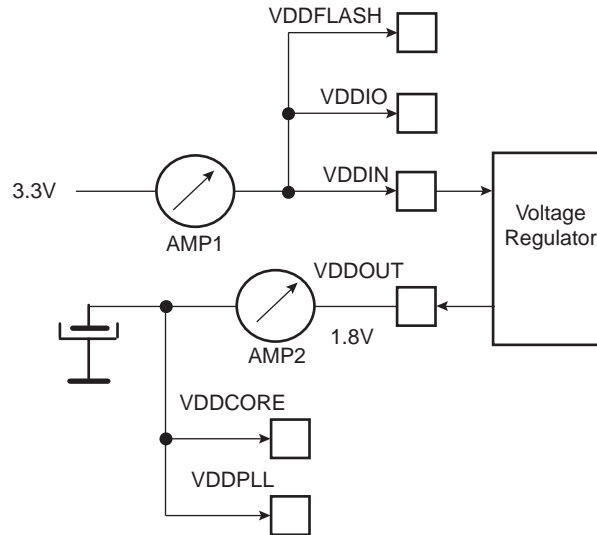 VDDFLASH
VDDIO
VDDIN
3.3V
AMP1
Voltage
Regulator
VDDOUT
AMP2
1.8V
VDDCORE
VDDPLL